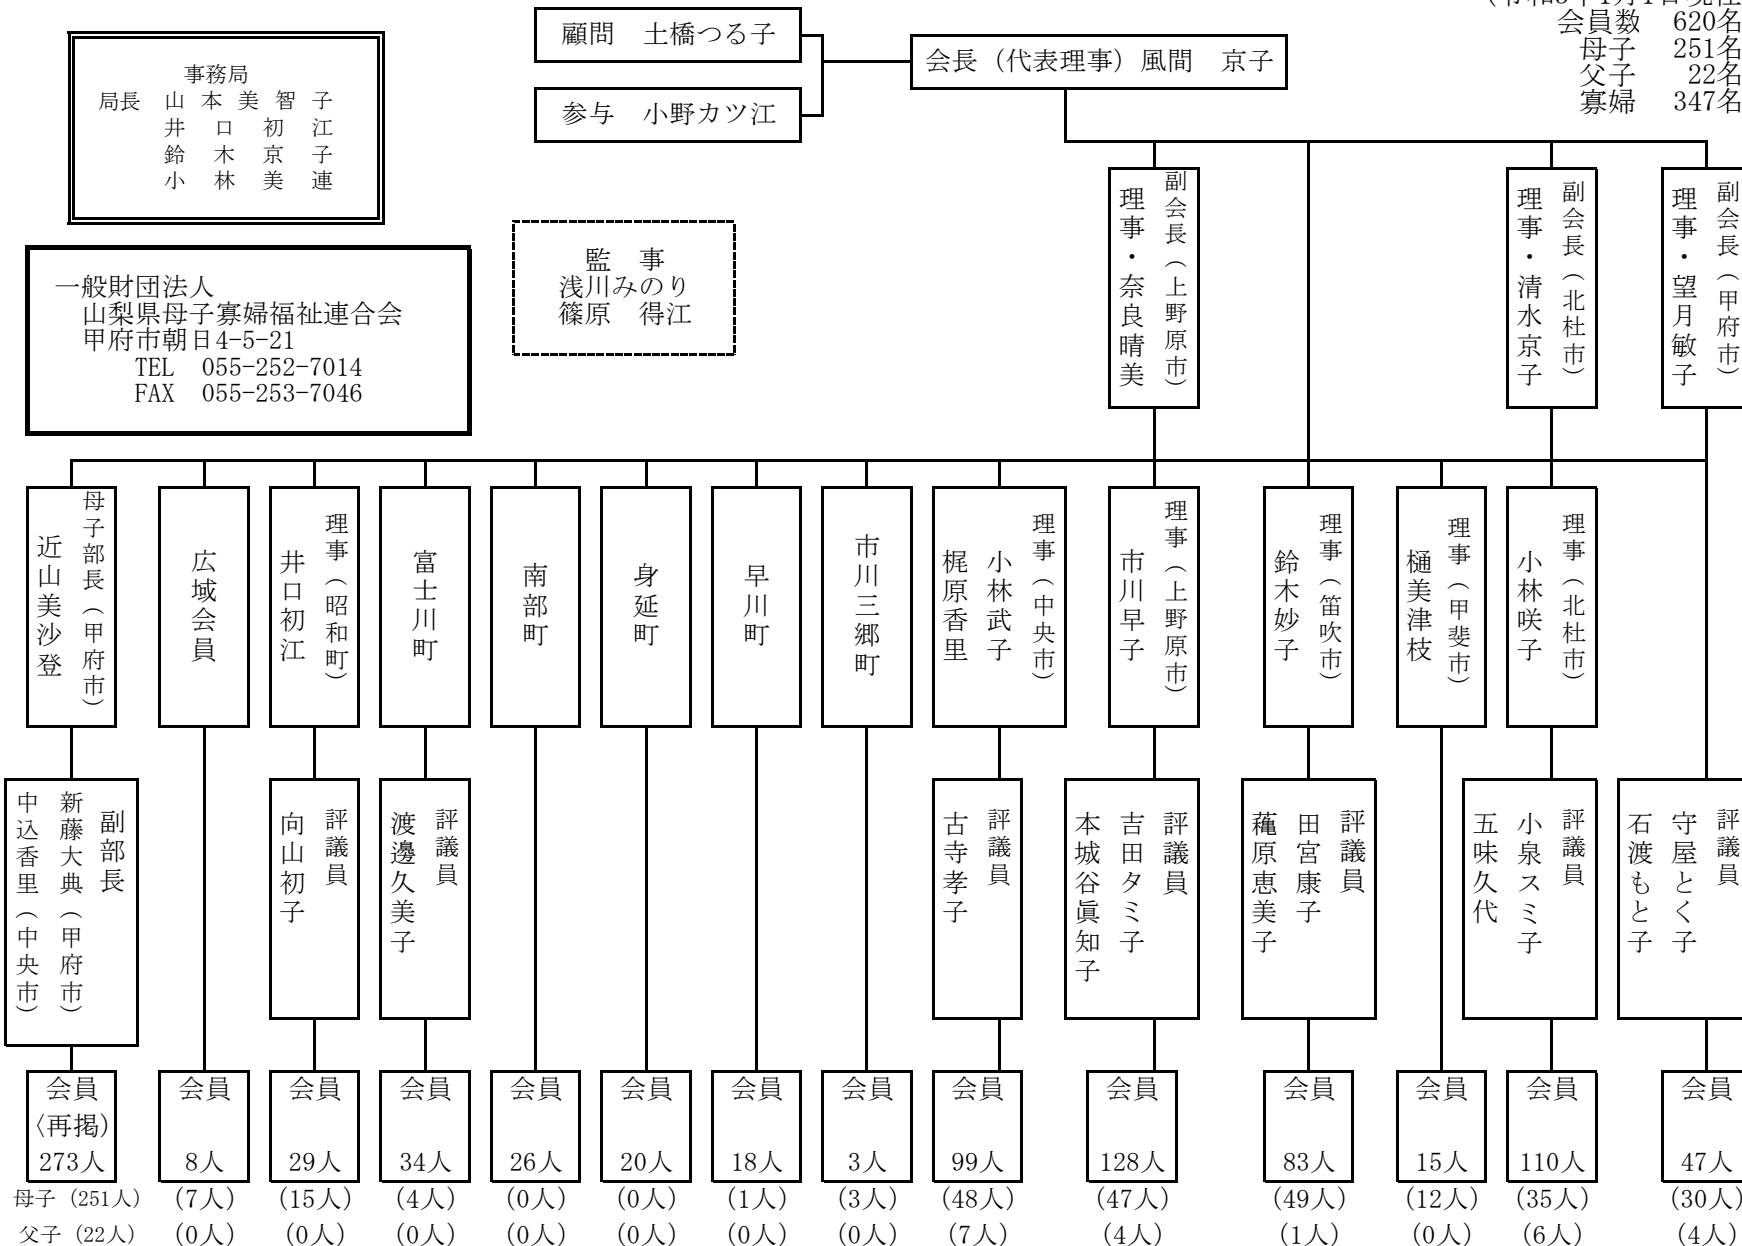 会員数 620名
母子 251名
父子 22名
寡婦 347名
顧問 土橋つる子
参与 小野カツ江
会長（代表理事）風間 京子
事務局
局長 山本美智子
井口初江
鈴木京子
小林美連
一般財団法人
山梨県母子寡婦福祉連合会
甲府市朝日4-5-21
TEL 055-252-7014
FAX 055-253-7046
監 事
浅川みのり
篠原 得江
副会長（上野原市）
理事・奈良晴美
副会長（北杜市）
理事・清水京子
副会長（甲府市）
理事・望月敏子
母子部長（甲府市）
近山美沙登
広域会員
理事（昭和町）
井口初江
富士川町
南部町
身延町
早川町
市川三郷町
理事（中央市）
小林武子
梶原香里
理事（上野原市）
市川早子
理事（笛吹市）
鈴木妙子
理事（甲斐市）
樋美津枝
理事（北杜市）
小林咲子
副部長
新藤大典（甲府市）
中込香里（中央市）
評議員
向山初子
評議員
渡邊久美子
評議員
古寺孝子
評議員
吉田タミ子
本城谷眞知子
評議員
田宮康子
蘒原恵美子
評議員
小泉スミ子
五味久代
評議員
守屋とく子
石渡もと子
会員 会員 会員 会員 会員 会員 会員 会員 会員 会員 会員 会員 会員 会員
〈再掲）
273人 8人 29人 34人 26人 20人 18人 3人 99人 128人 83人 15人 110人 47人
母子（251人） （7人） （15人） （4人） （0人） （0人） （1人） （3人） （48人） （47人） （49人） （12人） （35人） （30人）
父子（22人） （0人） （0人） （0人） （0人） （0人） （0人） （0人） （7人） （4人） （1人） （0人） （6人） （4人）